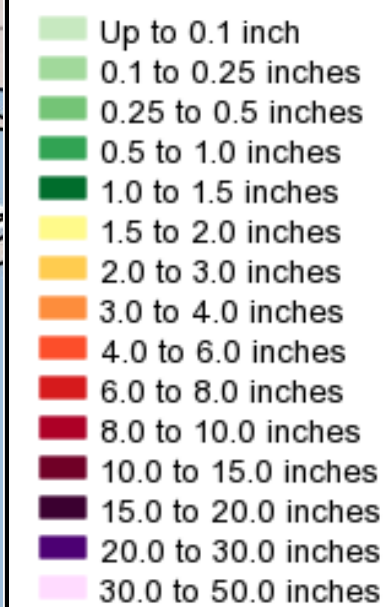 Up to 0.1 inch
0.1 to 0.25 inches
0.25 to 0.5 inches
0.5 to 1.0 inches
1.0 to 1.5 inches
1.5 to 2.0 inches
2.0 to 3.0 inches
3.0 to 4.0 inches
4.0 to 6.0 inches
6.0 to 8.0 inches
8.0 to 10.0 inches
10.0 to 15.0 inches
15.0 to 20.0 inches
20.0 to 30.0 inches
30.0 to 50.0 inches